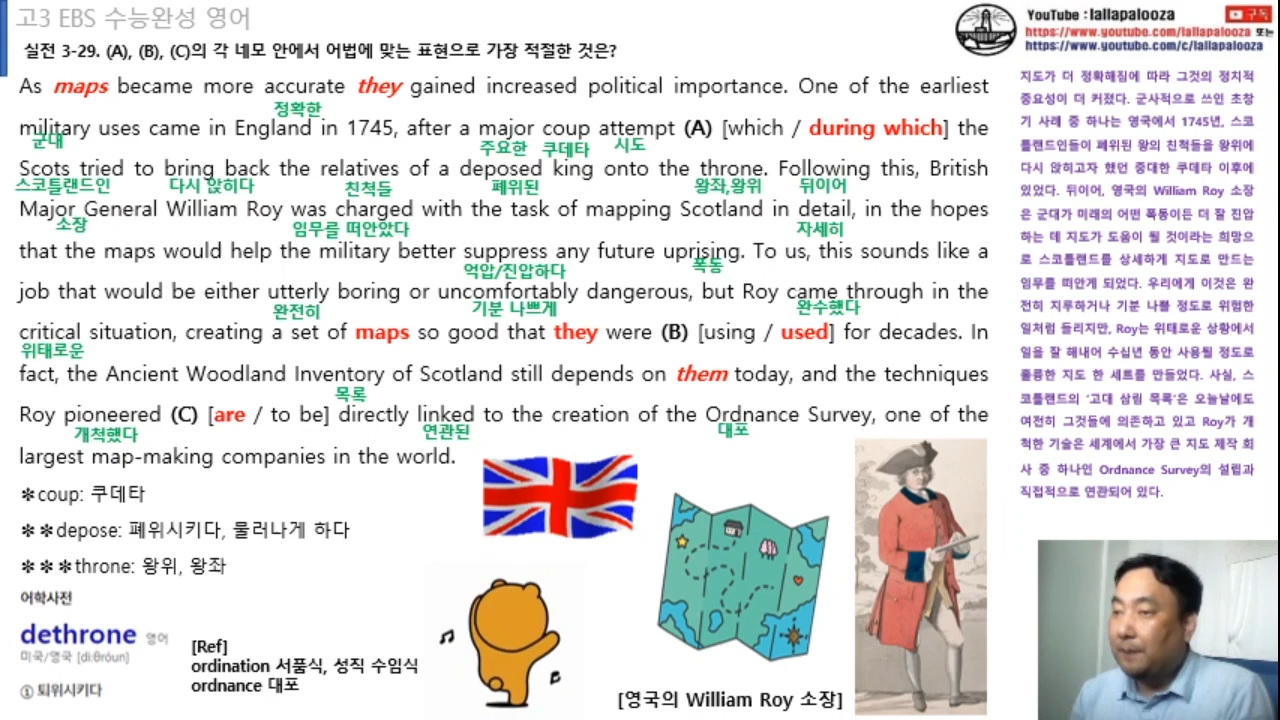 고3 EBS 수능완성 영어
YouTube : lallapalooza
구독
https://www.youtube.com/lallapalooza 또는
https://www.youtube.com/c/lallapalooza
실전 3-29. (A), (B), (C)의 각 네모 안에서 어법에 맞는 표현으로 가장 적절한 것은?
As maps became more accurate they gained increased political importance. One of the earliest
정확한
military uses came in England in 1745, after a major coup attempt (A) [which / during which] the
군대 주요한 쿠데타 시도
Scots tried to bring back the relatives of a deposed king onto the throne. Following this, British
스코틀랜드인 다시 앉히다 친척들 폐위된 왕좌,왕위 뒤이어
Major General William Roy was charged with the task of mapping Scotland in detail, in the hopes
소장 임무를 떠안았다 자세히
that the maps would help the military better suppress any future uprising. To us, this sounds like a
억압/진압하다 폭동
job that would be either utterly boring or uncomfortably dangerous, but Roy came through in the
완전히 기분 나쁘게 완수했다
critical situation, creating a set of maps so good that they were (B) [using / used] for decades. In
위태로운
fact, the Ancient Woodland Inventory of Scotland still depends on them today, and the techniques
목록
Roy pioneered (C) [are / to be] directly linked to the creation of the Ordnance Survey, one of the
개척했다 연관된 대포
largest map-making companies in the world.
∗coup: 쿠데타
∗∗depose: 폐위시키다, 물러나게 하다
∗∗∗throne: 왕위, 왕좌
어학사전
dethrone 영어
미국/영국 [di:θróun]
① 퇴위시키다
[Ref]
ordination 서품식, 성직 수임식
ordnance 대포
[영국의 William Roy 소장]
지도가 더 정확해짐에 따라 그것의 정치적
중요성이 더 커졌다. 군사적으로 쓰인 초창
기 사례 중 하나는 영국에서 1745년, 스코
틀랜드인들이 폐위된 왕의 친척들을 왕위에
다시 앉히고자 했던 중대한 쿠데타 이후에
있었다. 뒤이어, 영국의 William Roy 소장
은 군대가 미래의 어떤 폭동이든 더 잘 진압
하는 데 지도가 도움이 될 것이라는 희망으
로 스코틀랜드를 상세하게 지도로 만드는
임무를 떠안게 되었다. 우리에게 이것은 완
전히 지루하거나 기분 나쁠 정도로 위험한
일처럼 들리지만, Roy는 위태로운 상황에서
일을 잘 해내어 수십년 동안 사용될 정도로
훌륭한 지도 한 세트를 만들었다. 사실, 스
코틀랜드의 '고대 삼림 목록'은 오늘날에도
여전히 그것들에 의존하고 있고 Roy가 개
척한 기술은 세계에서 가장 큰 지도 제작 회
사 중 하나인 Ordnance Survey의 설립과
직접적으로 연관되어 있다.